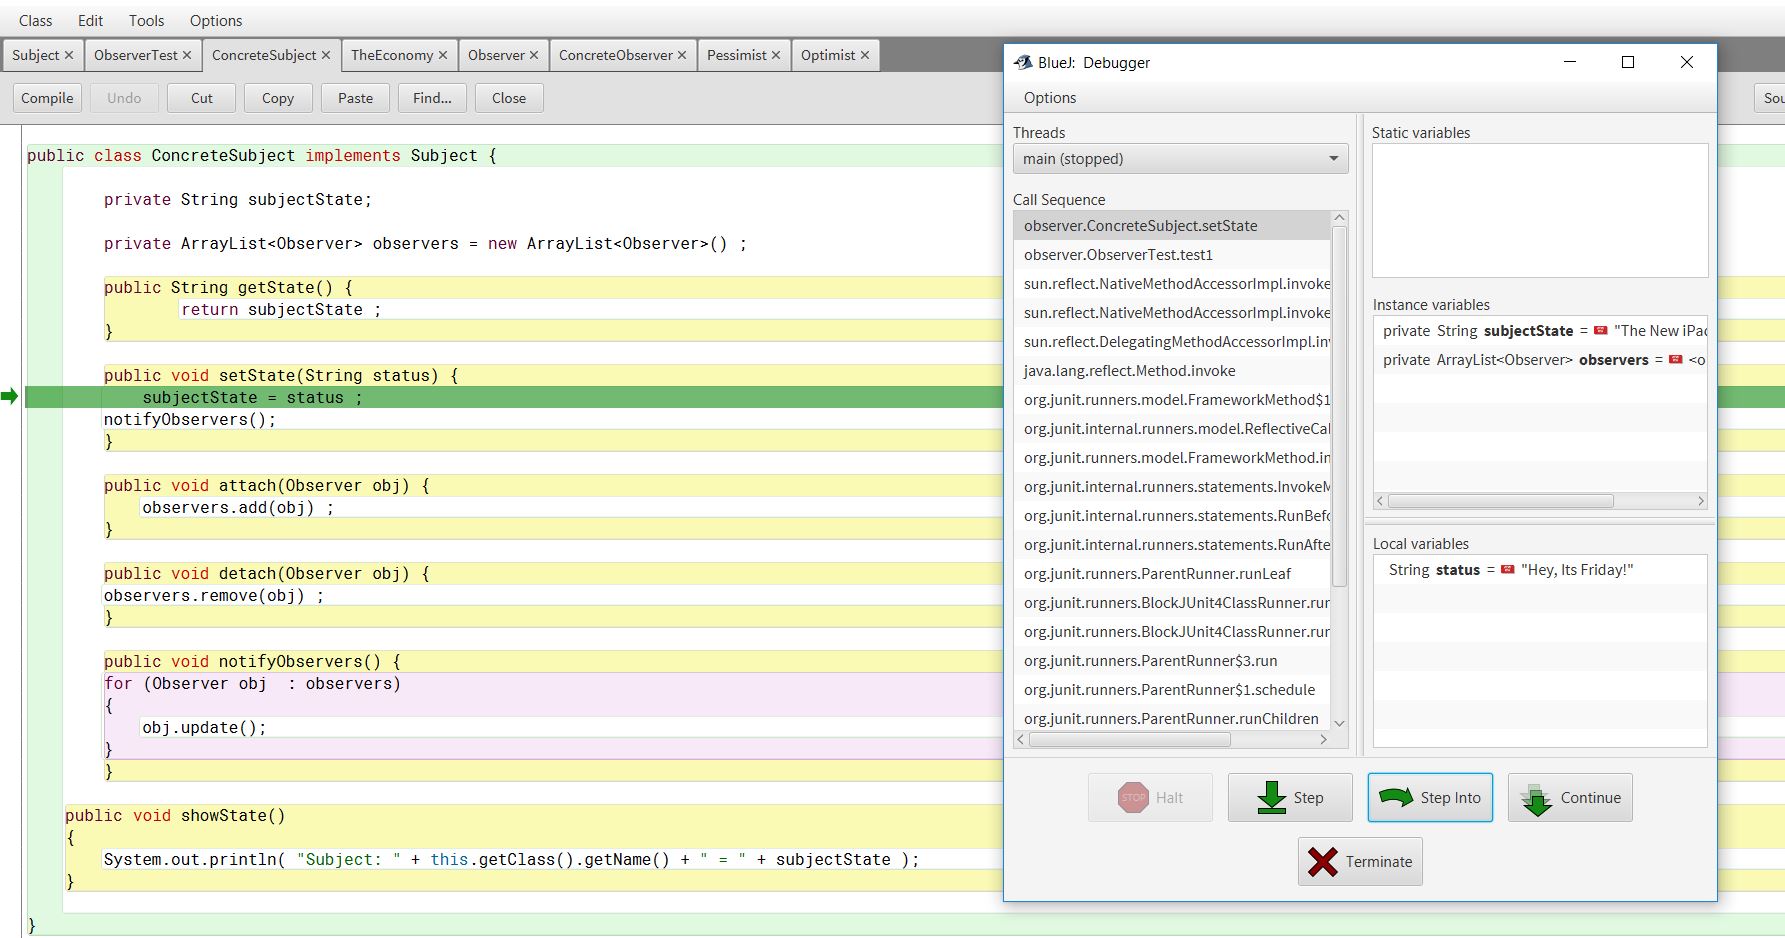 Class Edit Tools Options
Subject × ObserverTest × ConcreteSubject × TheEconomy × Observer × ConcreteObserver × Pessimist × Optimist ×
Compile Undo Cut Copy Paste Find... Close
Sou
public class ConcreteSubject implements Subject {
private String subjectState;
private ArrayList<Observer> observers = new ArrayList<Observer>() ;
public String getState() {
return subjectState ;
}
public void setState(String status) {
subjectState = status ;
notifyObservers();
}
public void attach(Observer obj) {
observers.add(obj) ;
}
public void detach(Observer obj) {
observers.remove(obj) ;
}
public void notifyObservers() {
for (Observer obj  : observers)
{
obj.update();
}
}
public void showState()
{
System.out.println( "Subject: " + this.getClass().getName() + " = " + subjectState );
}
}
BlueJ: Debugger
Options
Threads
main (stopped)
Call Sequence
observer.ConcreteSubject.setState
observer.ObserverTest.test1
sun.reflect.NativeMethodAccessorImpl.invoke
sun.reflect.NativeMethodAccessorImpl.invoke
sun.reflect.DelegatingMethodAccessorImpl.inv
java.lang.reflect.Method.invoke
org.junit.runners.model.FrameworkMethod$1
org.junit.internal.runners.model.ReflectiveCal
org.junit.runners.model.FrameworkMethod.in
org.junit.internal.runners.statements.InvokeM
org.junit.internal.runners.statements.RunBefo
org.junit.internal.runners.statements.RunAfte
org.junit.runners.ParentRunner.runLeaf
org.junit.runners.BlockJUnit4ClassRunner.run
org.junit.runners.BlockJUnit4ClassRunner.run
org.junit.runners.ParentRunner$3.run
org.junit.runners.ParentRunner$1.schedule
org.junit.runners.ParentRunner.runChildren
Static variables
Instance variables
private String subjectState = "The New iPad
private ArrayList<Observer> observers = <o
Local variables
String status = "Hey, Its Friday!"
STOP Halt
Step
Step Into
Continue
Terminate